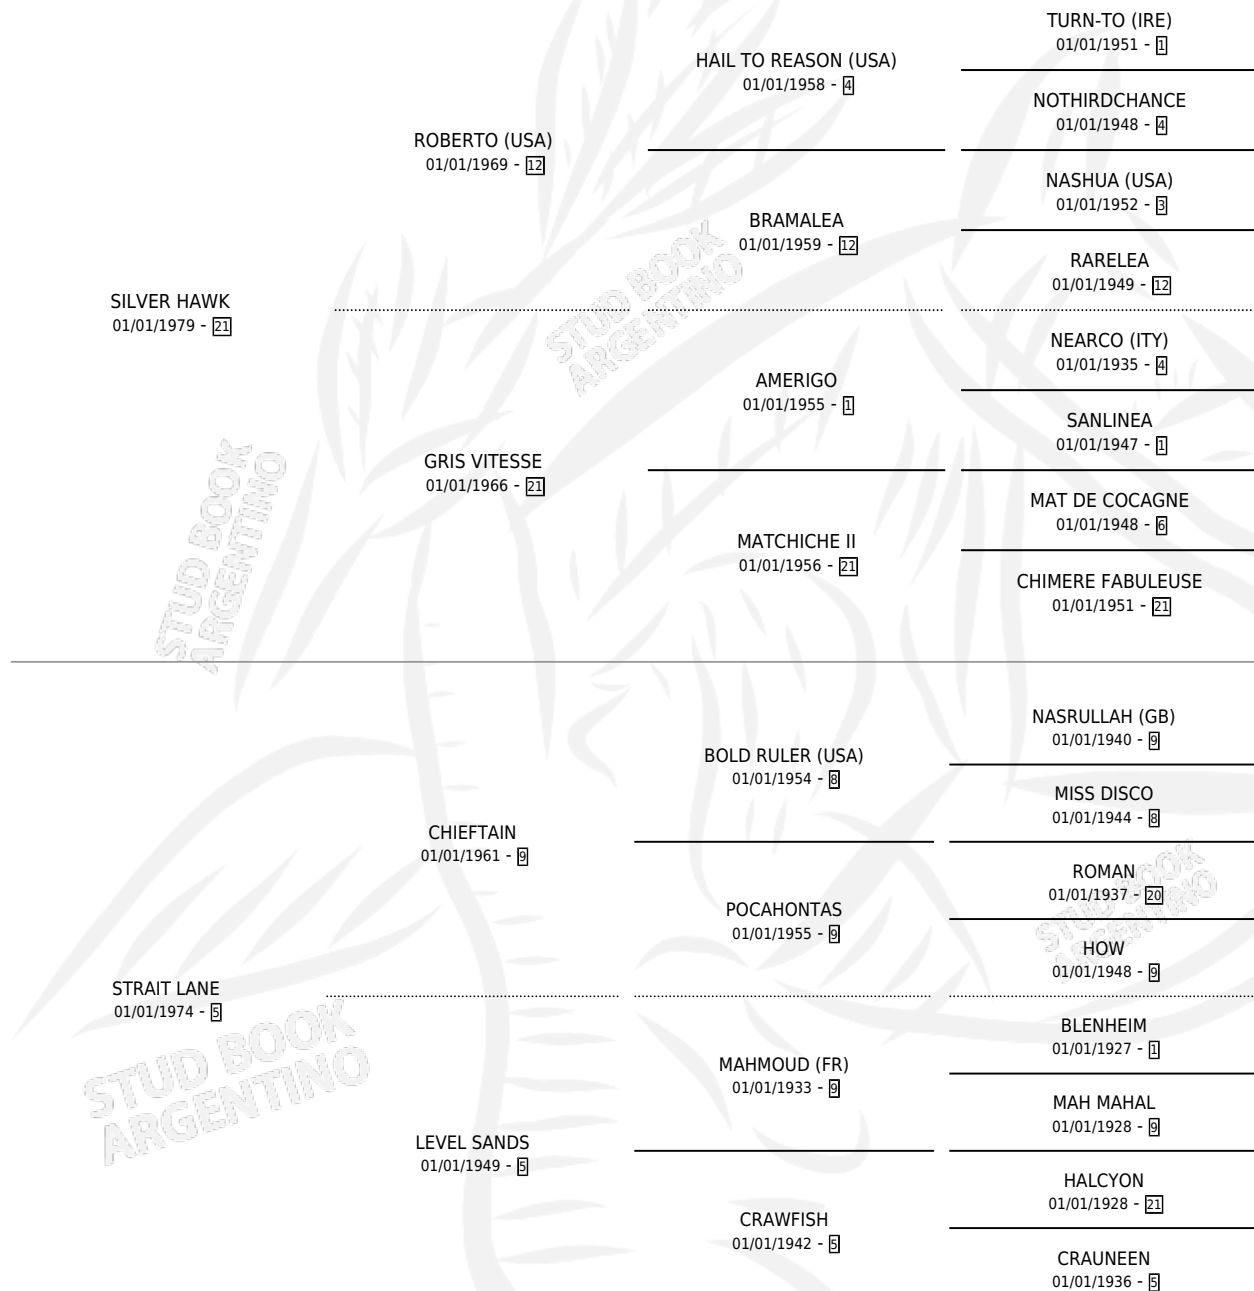 TURN-TO (IRE)
01/01/1951 - 1
HAIL TO REASON (USA)
01/01/1958 - 4
NOTHIRDCHANCE
01/01/1948 - 4
ROBERTO (USA)
01/01/1969 - 12
NASHUA (USA)
01/01/1952 - 3
BRAMALEA
01/01/1959 - 12
RARELEA
01/01/1949 - 12
SILVER HAWK
01/01/1979 - 21
NEARCO (ITY)
01/01/1935 - 4
AMERIGO
01/01/1955 - 1
SANLINEA
01/01/1947 - 1
GRIS VITESSE
01/01/1966 - 21
MAT DE COCAGNE
01/01/1948 - 6
MATCHICHE II
01/01/1956 - 21
CHIMERE FABULEUSE
01/01/1951 - 21
NASRULLAH (GB)
01/01/1940 - 9
BOLD RULER (USA)
01/01/1954 - 8
MISS DISCO
01/01/1944 - 8
CHIEFTAIN
01/01/1961 - 9
ROMAN
01/01/1937 - 20
POCAHONTAS
01/01/1955 - 9
HOW
01/01/1948 - 9
STRAIT LANE
01/01/1974 - 5
BLENHEIM
01/01/1927 - 1
MAHMOUD (FR)
01/01/1933 - 9
MAH MAHAL
01/01/1928 - 9
LEVEL SANDS
01/01/1949 - 5
HALCYON
01/01/1928 - 21
CRAWFISH
01/01/1942 - 5
CRAUNEEN
01/01/1936 - 5
STUD BOOK
ARGENTINO
STUD BOOK
ARGENTINO
STUD BOOK
ARGENTINO
STUD BOOK
ARGENTINO